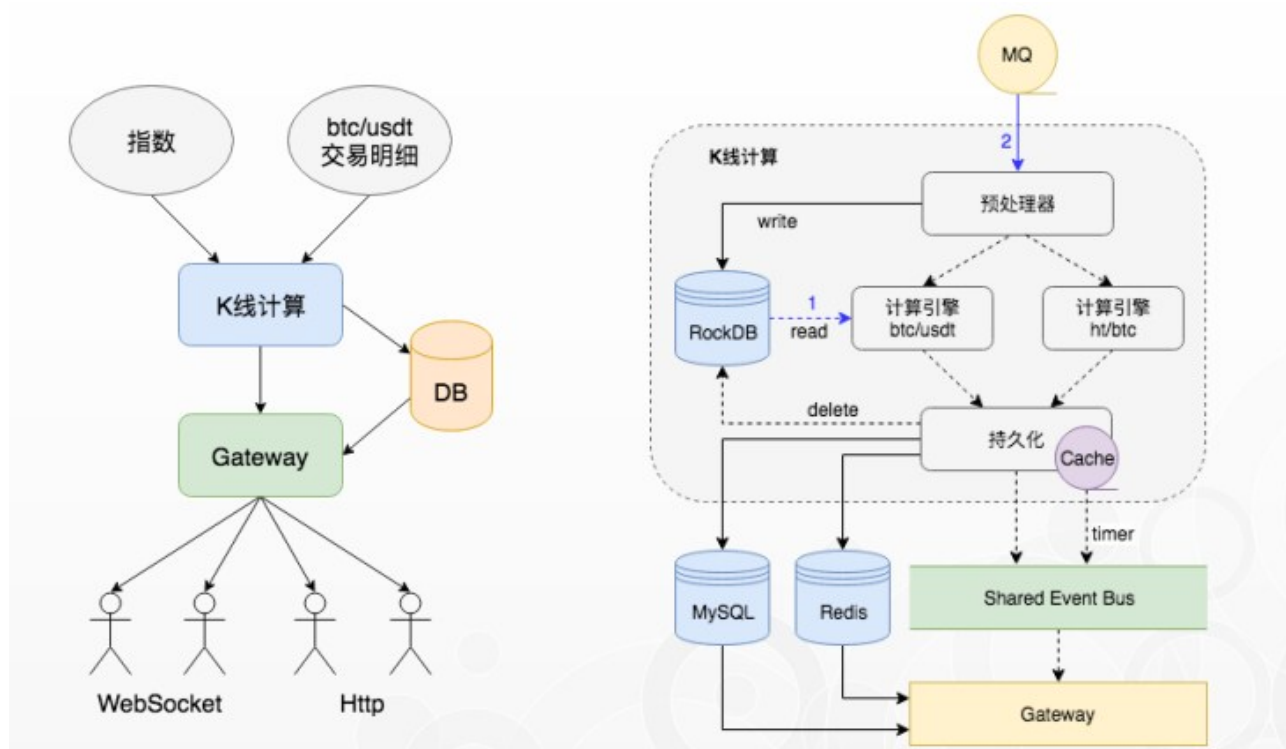 指数
btc/usdt
交易明细
K线计算
DB
Gateway
WebSocket
Http
MQ
2
K线计算
预处理器
write
RockDB
1
read
计算引擎
btc/usdt
计算引擎
ht/btc
delete
持久化
Cache
timer
MySQL
Redis
Shared Event Bus
Gateway